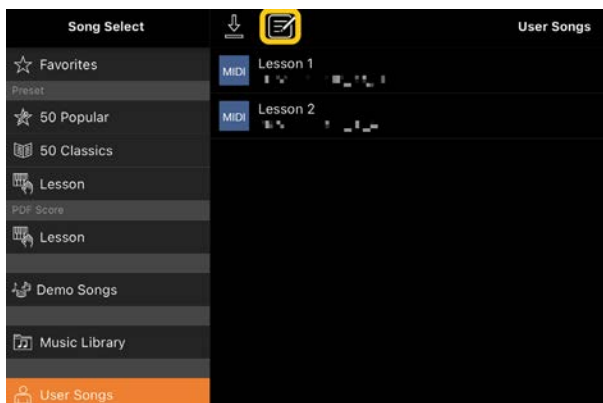 Song Select
User Songs
Favorites
Preset
50 Popular
50 Classics
Lesson
PDF Score
Lesson
Demo Songs
Music Library
User Songs
MIDI
Lesson 1
MIDI
Lesson 2